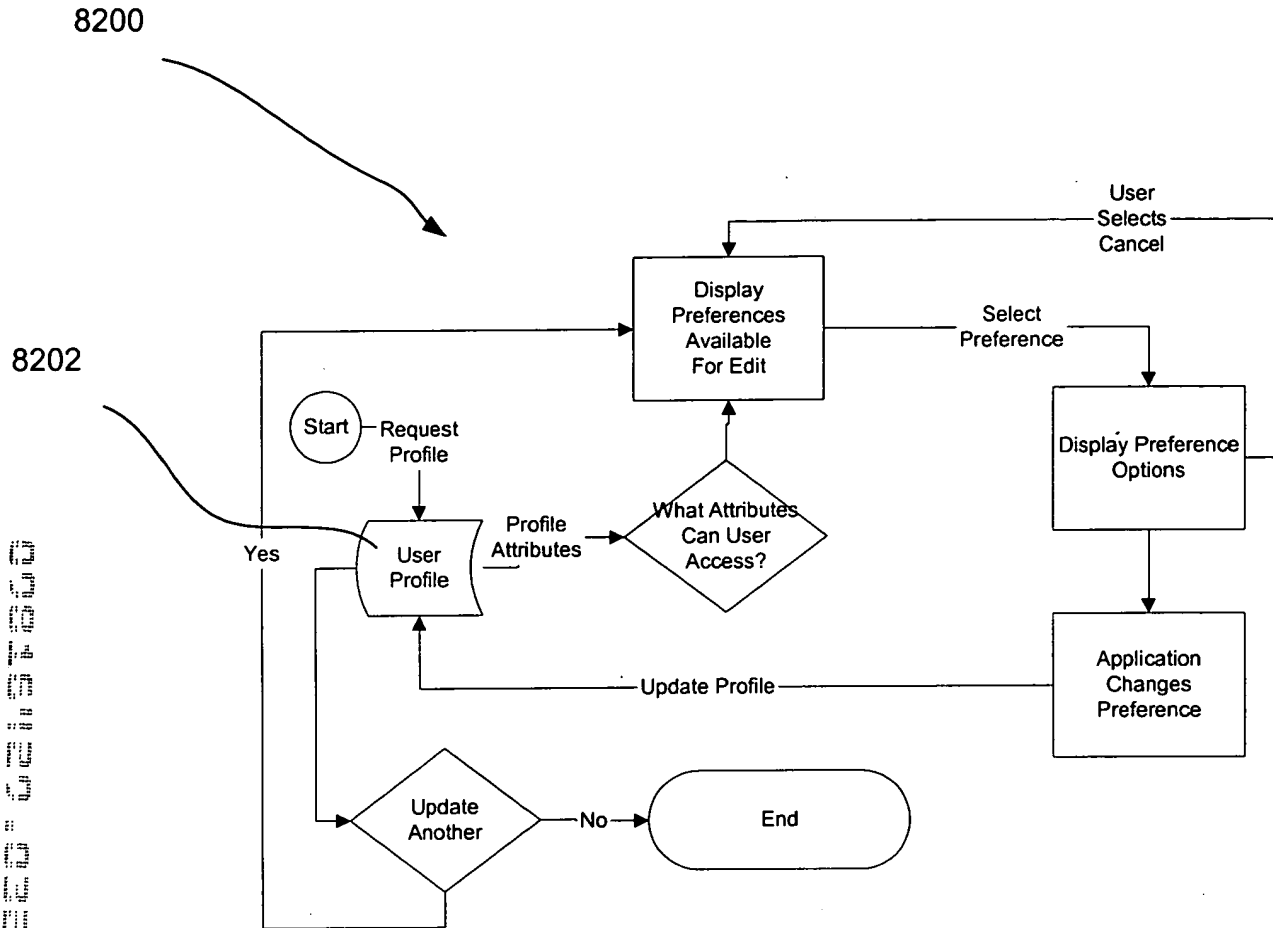 8200
User
Selects
Cancel
Display
Preferences
Available
For Edit
Select
Preference
8202
Start
Request
Profile
Display Preference
Options
What Attributes
Can User
Access?
Profile
Attributes
User
Profile
Yes
Application
Changes
Preference
Update Profile
Update
Another
No
End